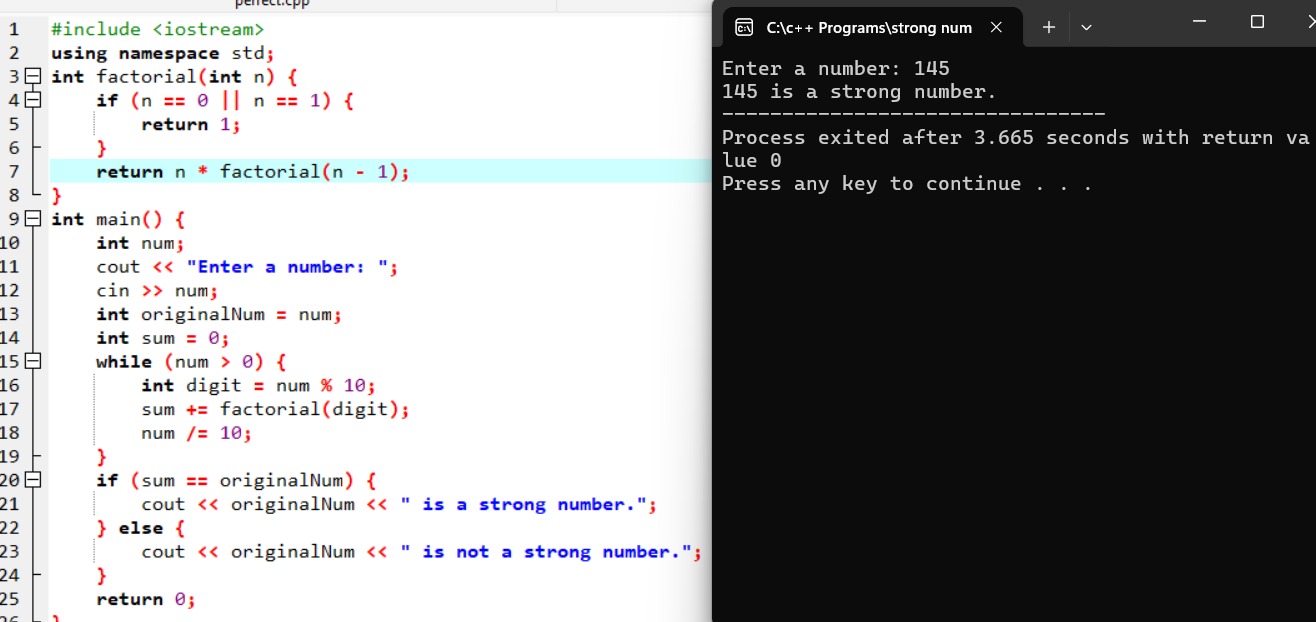 perfect.cpp
1 #include <iostream>
2 using namespace std;
3 int factorial(int n) {
4 if (n == 0 || n == 1) {
5 return 1;
6 }
7 return n * factorial(n - 1);
8 }
9 int main() {
10 int num;
11 cout << "Enter a number: ";
12 cin >> num;
13 int originalNum = num;
14 int sum = 0;
15 while (num > 0) {
16 int digit = num % 10;
17 sum += factorial(digit);
18 num /= 10;
19 }
20 if (sum == originalNum) {
21 cout << originalNum << " is a strong number.";
22 } else {
23 cout << originalNum << " is not a strong number.";
24 }
25 return 0;
26 }
C:\c++ Programs\strong num
Enter a number: 145
145 is a strong number.
--------------------------------
Process exited after 3.665 seconds with return va
lue 0
Press any key to continue . . .